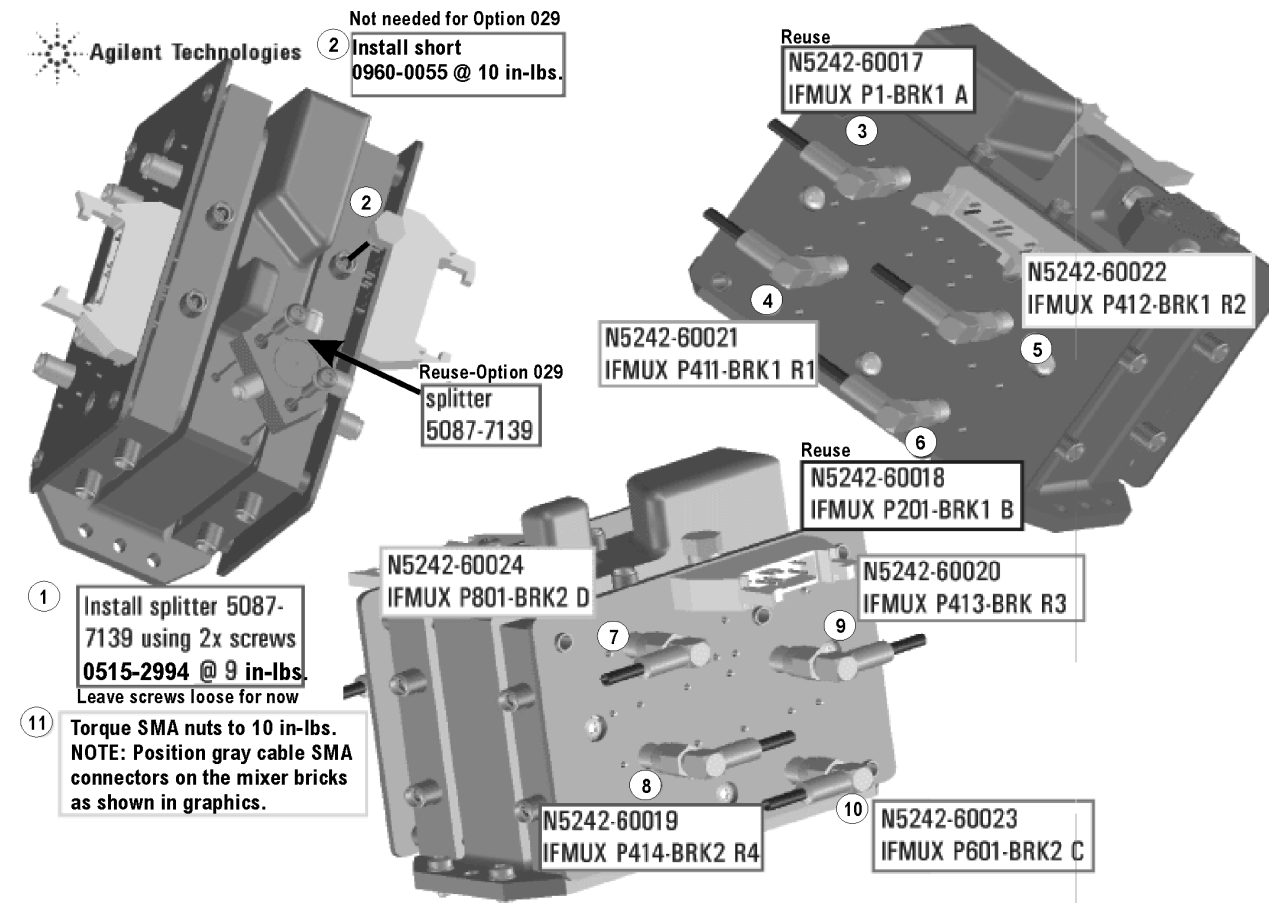 Agilent Technologies
Not needed for Option 029
2
Install short
0960-0055 @ 10 in-lbs.
2
Reuse-Option 029
splitter
5087-7139
Reuse
N5242-60017
IFMUX P1-BRK1 A
3
4
N5242-60021
IFMUX P411-BRK1 R1
N5242-60022
IFMUX P412-BRK1 R2
5
6
Reuse
N5242-60018
IFMUX P201-BRK1 B
N5242-60024
IFMUX P801-BRK2 D
N5242-60020
IFMUX P413-BRK R3
7
9
8
N5242-60019
IFMUX P414-BRK2 R4
10
N5242-60023
IFMUX P601-BRK2 C
1
Install splitter 5087-
7139 using 2x screws
0515-2994 @ 9 in-lbs.
Leave screws loose for now
11
Torque SMA nuts to 10 in-lbs.
NOTE: Position gray cable SMA
connectors on the mixer bricks
as shown in graphics.